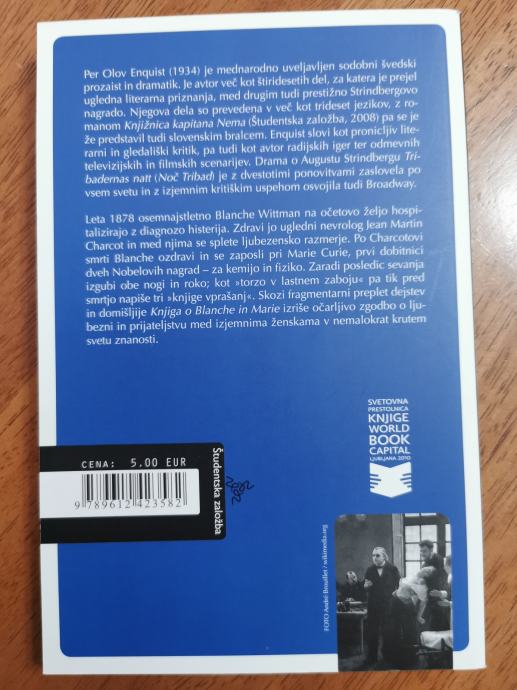 Per Olov Enquist (1934) je mednarodno uveljavljen sodobni švedski
prozaist in dramatik. Je avtor več kot štiridesetih del, za katera je prejel
ugledna literarna priznanja, med drugim tudi prestižno Strindbergovo
nagrado. Njegova dela so prevedena v več kot trideset jezikov, z ro-
manom Knjižnica kapitana Nema (Študentska založba, 2008) pa se je
že predstavil tudi slovenskim bralcem. Enquist slovi kot pronicljiv lite-
rarni in gledališki kritik, pa tudi kot avtor radijskih iger ter odmevnih
televizijskih in filmskih scenarijev. Drama o Augustu Strindbergu Tri-
badernas natt (Noč Tribad) je z dvestotimi ponovitvami zaslovela po
vsem svetu in z izjemnim kritiškim uspehom osvojila tudi Broadway.
Leta 1878 osemnajstletno Blanche Wittman na očetovo željo hospi-
talizirajo z diagnozo histerija. Zdravi jo ugledni nevrolog Jean Martin
Charcot in med njima se splete ljubezensko razmerje. Po Charcotovi
smrti Blanche ozdravi in se zaposli pri Marie Curie, prvi dobitnici
dveh Nobelovih nagrad – za kemijo in fiziko. Zaradi posledic sevanja
izgubi obe nogi in roko; kot »torzo v lastnem zaboju« pa tik pred
smrtjo napiše tri »knjige vprašanj«. Skozi fragmentarni preplet dejstev
in domišljije Knjiga o Blanche in Marie izriše očarljivo zgodbo o lju-
bezni in prijateljstvu med izjemnima ženskama v nemalokrat krutem
svetu znanosti.
SVETOVNA
PRESTOLNICA
KNJIGE
WORLD
BOOK
CAPITAL
LJUBLJANA 2010
CENA: 5,00 EUR
9 789612 423582
Študentska založba
FOTO André Brouillet / wikimedia.org